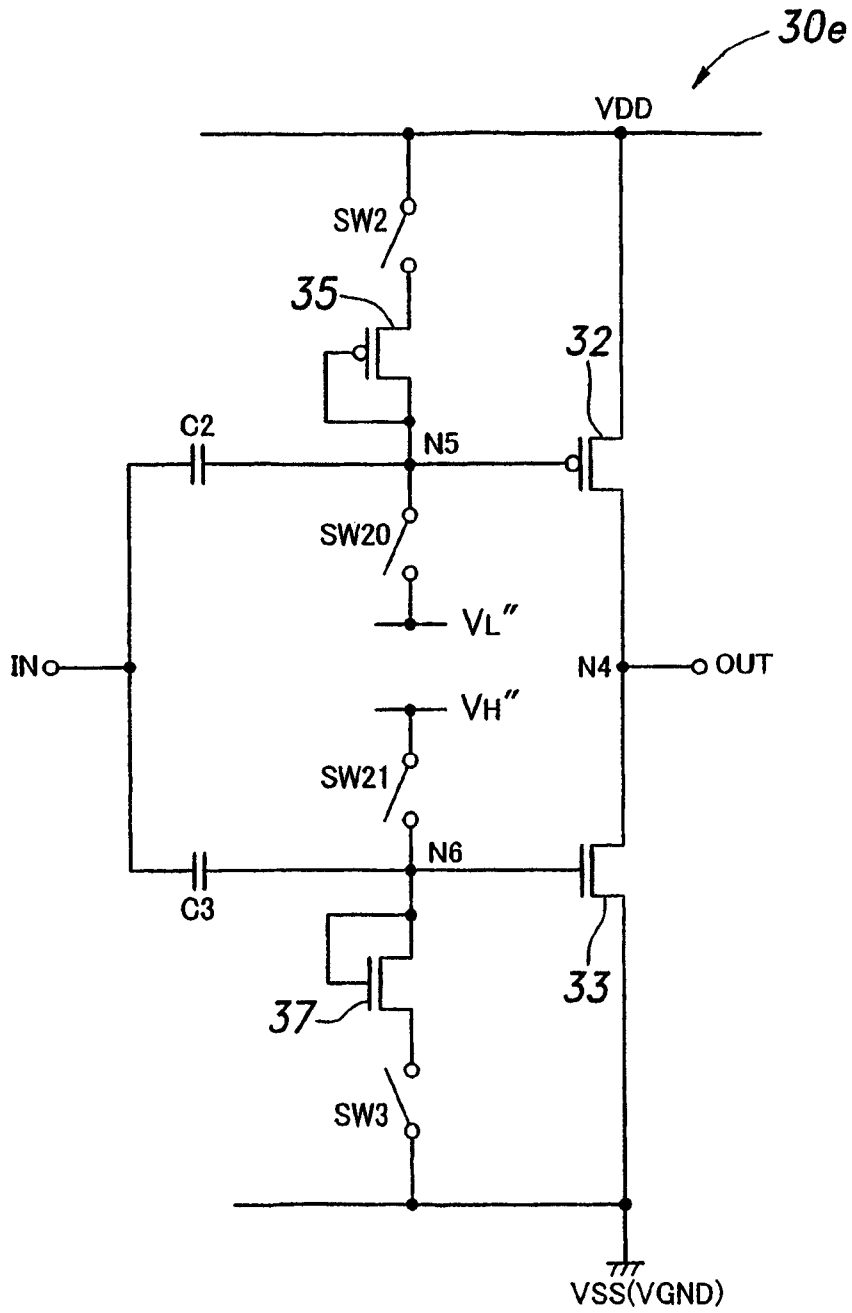 30e
VDD
SW2
35
32
C2
N5
SW20
VL″
IN
N4
OUT
VH″
SW21
N6
C3
33
37
SW3
VSS(VGND)